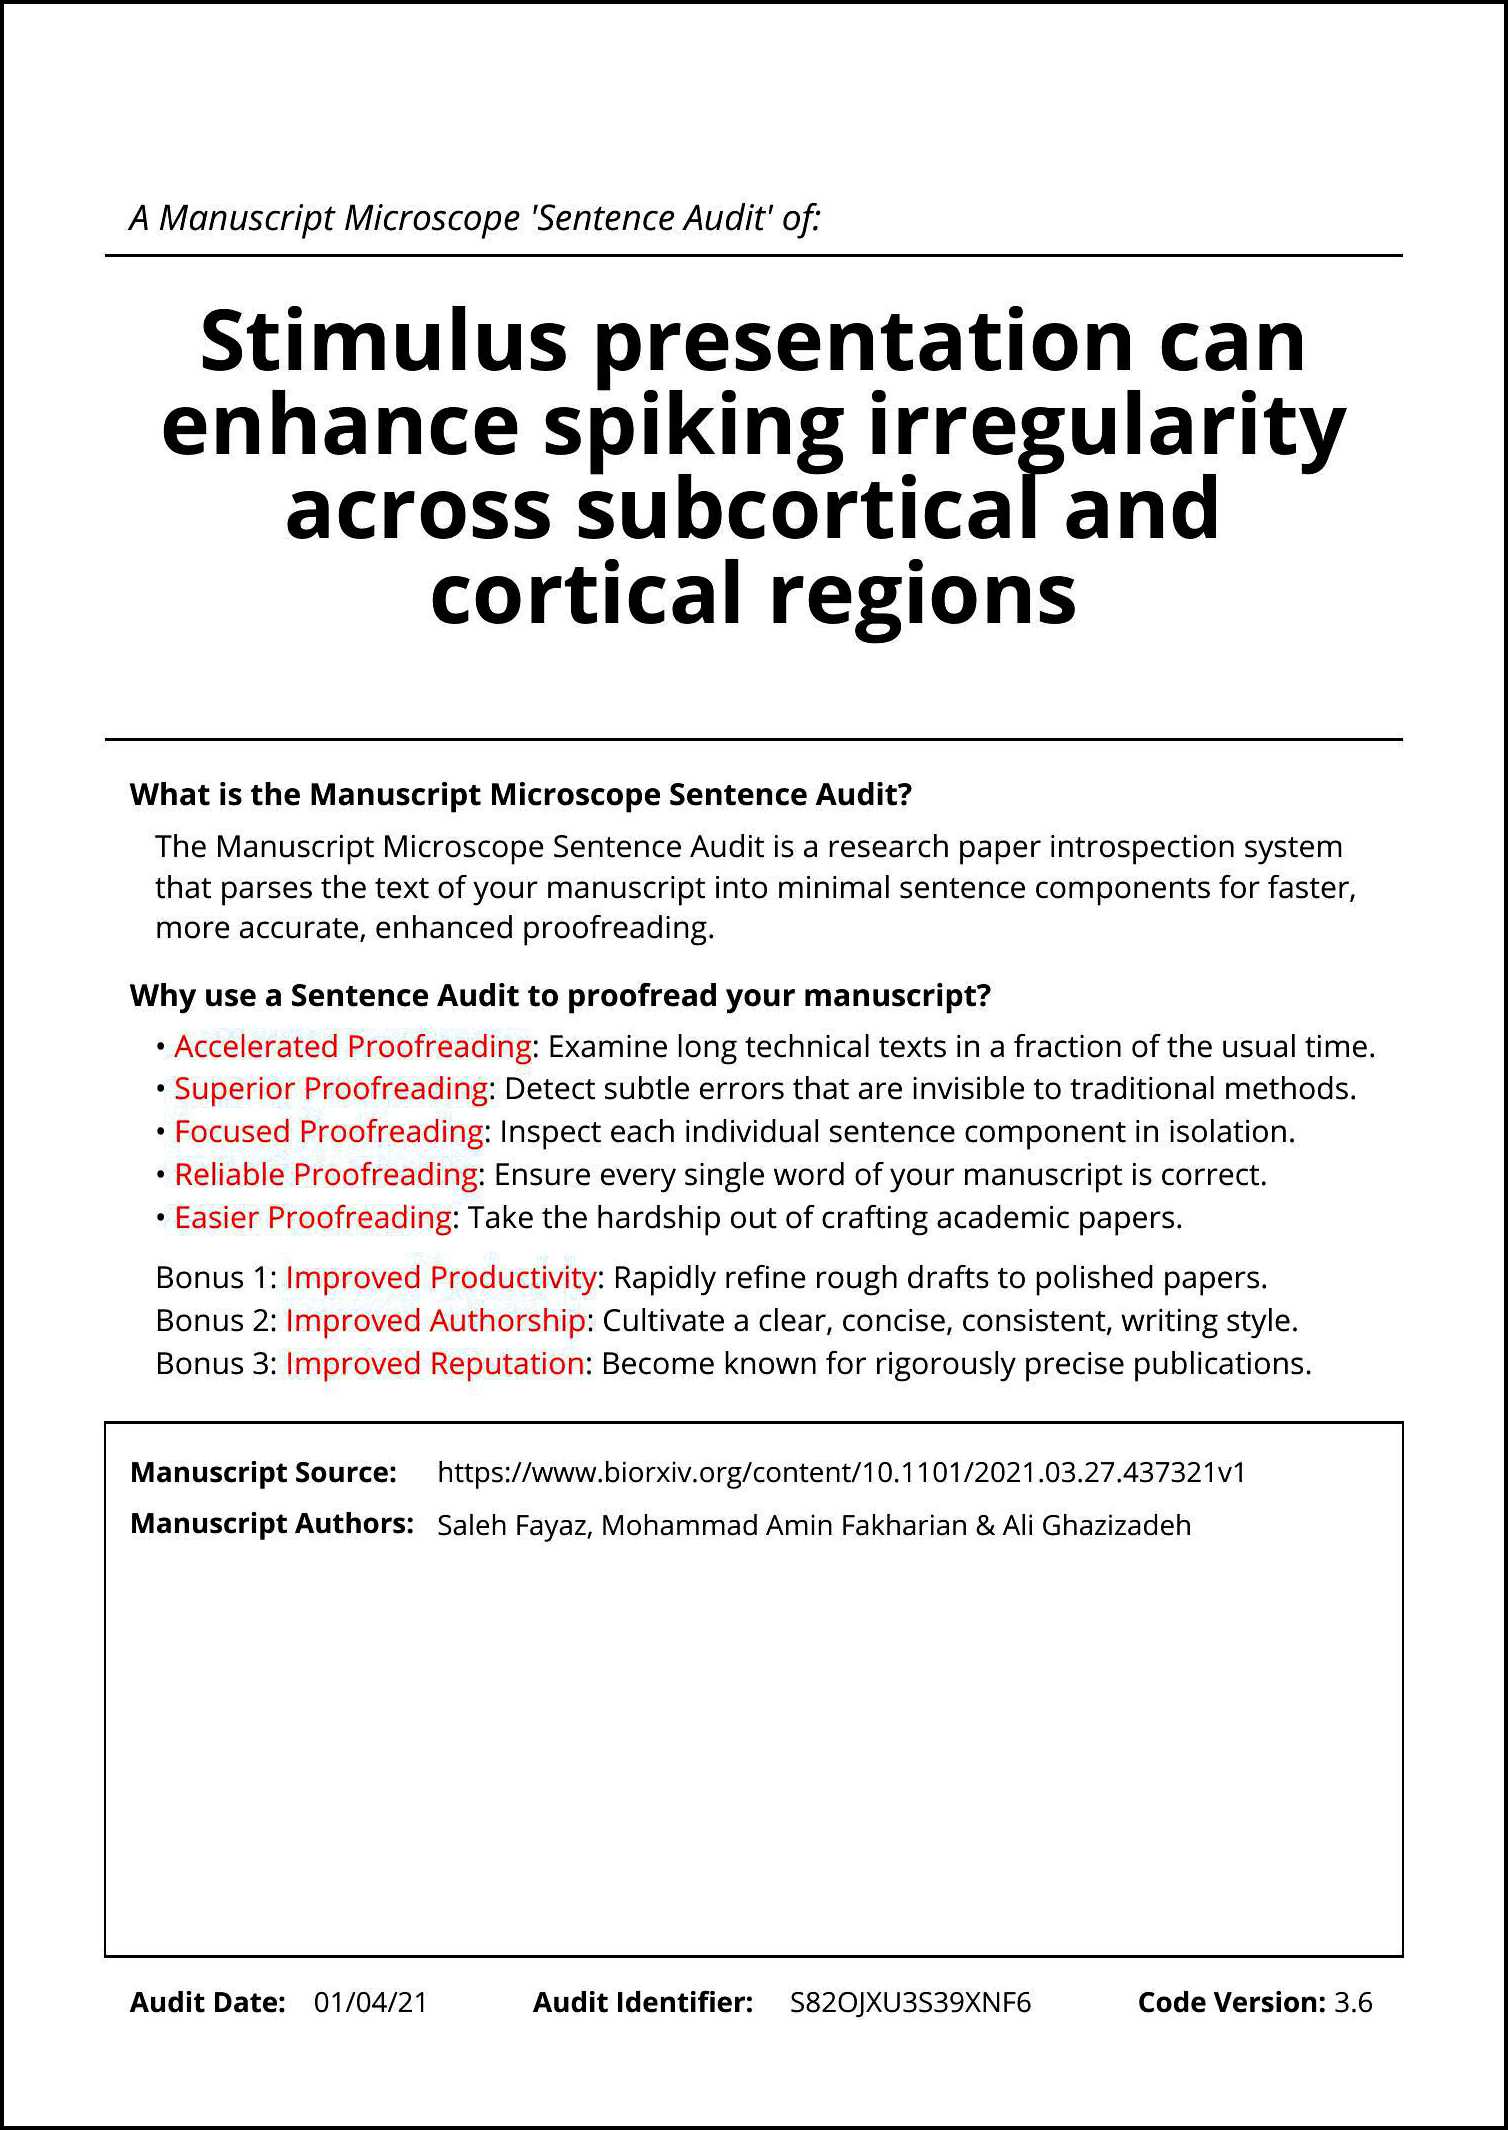 A Manuscript Microscope 'Sentence Audit' of:
Stimulus presentation can
enhance spiking irregularity
across subcortical and
cortical regions
What is the Manuscript Microscope Sentence Audit?
The Manuscript Microscope Sentence Audit is a research paper introspection system
that parses the text of your manuscript into minimal sentence components for faster,
more accurate, enhanced proofreading.
Why use a Sentence Audit to proofread your manuscript?
• Accelerated Proofreading: Examine long technical texts in a fraction of the usual time.
• Superior Proofreading: Detect subtle errors that are invisible to traditional methods.
• Focused Proofreading: Inspect each individual sentence component in isolation.
• Reliable Proofreading: Ensure every single word of your manuscript is correct.
• Easier Proofreading: Take the hardship out of crafting academic papers.
Bonus 1: Improved Productivity: Rapidly refine rough drafts to polished papers.
Bonus 2: Improved Authorship: Cultivate a clear, concise, consistent, writing style.
Bonus 3: Improved Reputation: Become known for rigorously precise publications.
Manuscript Source: https://www.biorxiv.org/content/10.1101/2021.03.27.437321v1
Manuscript Authors: Saleh Fayaz, Mohammad Amin Fakharian & Ali Ghazizadeh
Audit Date: 01/04/21 Audit Identifier: S82OJXU3S39XNF6 Code Version: 3.6